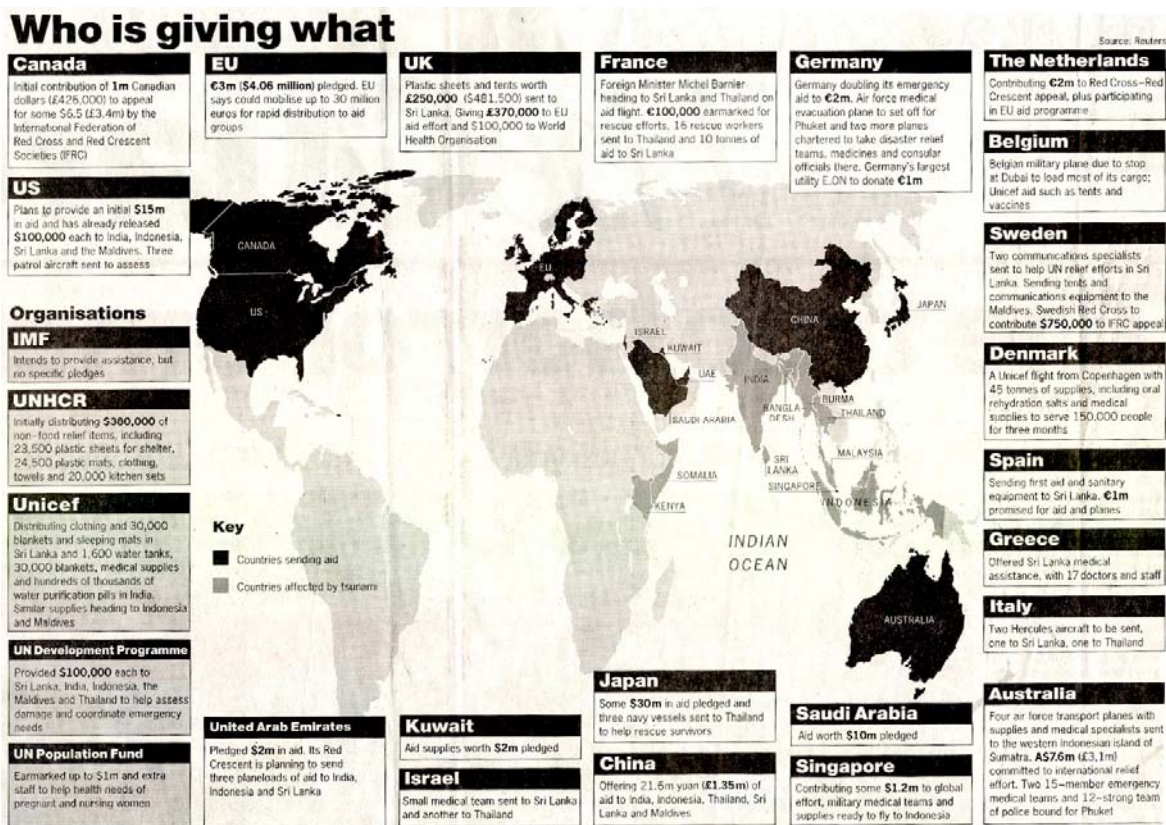 Who is giving what
Source: Reuters
Canada
Initial contribution of 1m Canadian
dollars (£426,000) to appeal
for some $6.5 (£3.4m) by the
International Federation of
Red Cross and Red Crescent
Societies (IFRC)
US
Plans to provide an initial $15m
in aid and has already released
$100,000 each to India, Indonesia,
Sri Lanka and the Maldives. Three
patrol aircraft sent to assess
Organisations
IMF
Intends to provide assistance, but
no specific pledges
UNHCR
Initially distributing $380,000 of
non-food relief items, including
23,500 plastic sheets for shelter,
24,500 plastic mats, clothing,
towels and 20,000 kitchen sets
Unicef
Distributing clothing and 30,000
blankets and sleeping mats in
Sri Lanka and 1,600 water tanks,
30,000 blankets, medical supplies
and hundreds of thousands of
water purification pills in India.
Similar supplies heading to Indonesia
and Maldives
UN Development Programme
Provided $100,000 each to
Sri Lanka, India, Indonesia, the
Maldives and Thailand to help assess
damage and coordinate emergency
needs
UN Population Fund
Earmarked up to $1m and extra
staff to help health needs of
pregnant and nursing women
EU
€3m ($4.06 million) pledged. EU
says could mobilise up to 30 million
euros for rapid distribution to aid
groups
UK
Plastic sheets and tents worth
£250,000 ($481,500) sent to
Sri Lanka. Giving £370,000 to EU
aid effort and $100,000 to World
Health Organisation
France
Foreign Minister Michel Barnier
heading to Sri Lanka and Thailand on
aid flight. €100,000 earmarked for
rescue efforts, 16 rescue workers
sent to Thailand and 10 tonnes of
aid to Sri Lanka
Germany
Germany doubling its emergency
aid to €2m. Air force medical
evacuation plane to set off for
Phuket and two more planes
chartered to take disaster relief
teams, medicines and consular
officials there. Germany's largest
utility E.ON to donate €1m
The Netherlands
Contributing €2m to Red Cross-Red
Crescent appeal, plus participating
in EU aid programme
Belgium
Belgian military plane due to stop
at Dubai to load most of its cargo;
Unicef aid such as tents and
vaccines
Sweden
Two communications specialists
sent to help UN relief efforts in Sri
Lanka. Sending tents and
communications equipment to the
Maldives. Swedish Red Cross to
contribute $750,000 to IFRC appeal
Denmark
A Unicef flight from Copenhagen with
45 tonnes of supplies, including oral
rehydration salts and medical
supplies to serve 150,000 people
for three months
Spain
Sending first aid and sanitary
equipment to Sri Lanka. €1m
promised for aid and planes
Greece
Offered Sri Lanka medical
assistance, with 17 doctors and staff
Italy
Two Hercules aircraft to be sent,
one to Sri Lanka, one to Thailand
Australia
Four air force transport planes with
supplies and medical specialists sent
to the western Indonesian island of
Sumatra. A$7.6m (£3,1m)
committed to international relief
effort. Two 15-member emergency
medical teams and 12-strong team
of police bound for Phuket
CANADA
US
EU
CHINA
JAPAN
ISRAEL
KUWAIT
UAE
SAUDI ARABIA
INDIA
BANGLA-
DESH
BURMA
THAILAND
SRI
LANKA
MALAYSIA
SINGAPORE
INDONESIA
SOMALIA
KENYA
INDIAN
OCEAN
AUSTRALIA
Key
Countries sending aid
Countries affected by tsunami
United Arab Emirates
Pledged $2m in aid. Its Red
Crescent is planning to send
three planeloads of aid to India,
Indonesia and Sri Lanka
Kuwait
Aid supplies worth $2m pledged
Israel
Small medical team sent to Sri Lanka
and another to Thailand
Japan
Some $30m in aid pledged and
three navy vessels sent to Thailand
to help rescue survivors
China
Offering 21.6m yuan (£1.35m) of
aid to India, Indonesia, Thailand, Sri
Lanka and Maldives
Saudi Arabia
Aid worth $10m pledged
Singapore
Contributing some $1.2m to global
effort, military medical teams and
supplies ready to fly to Indonesia